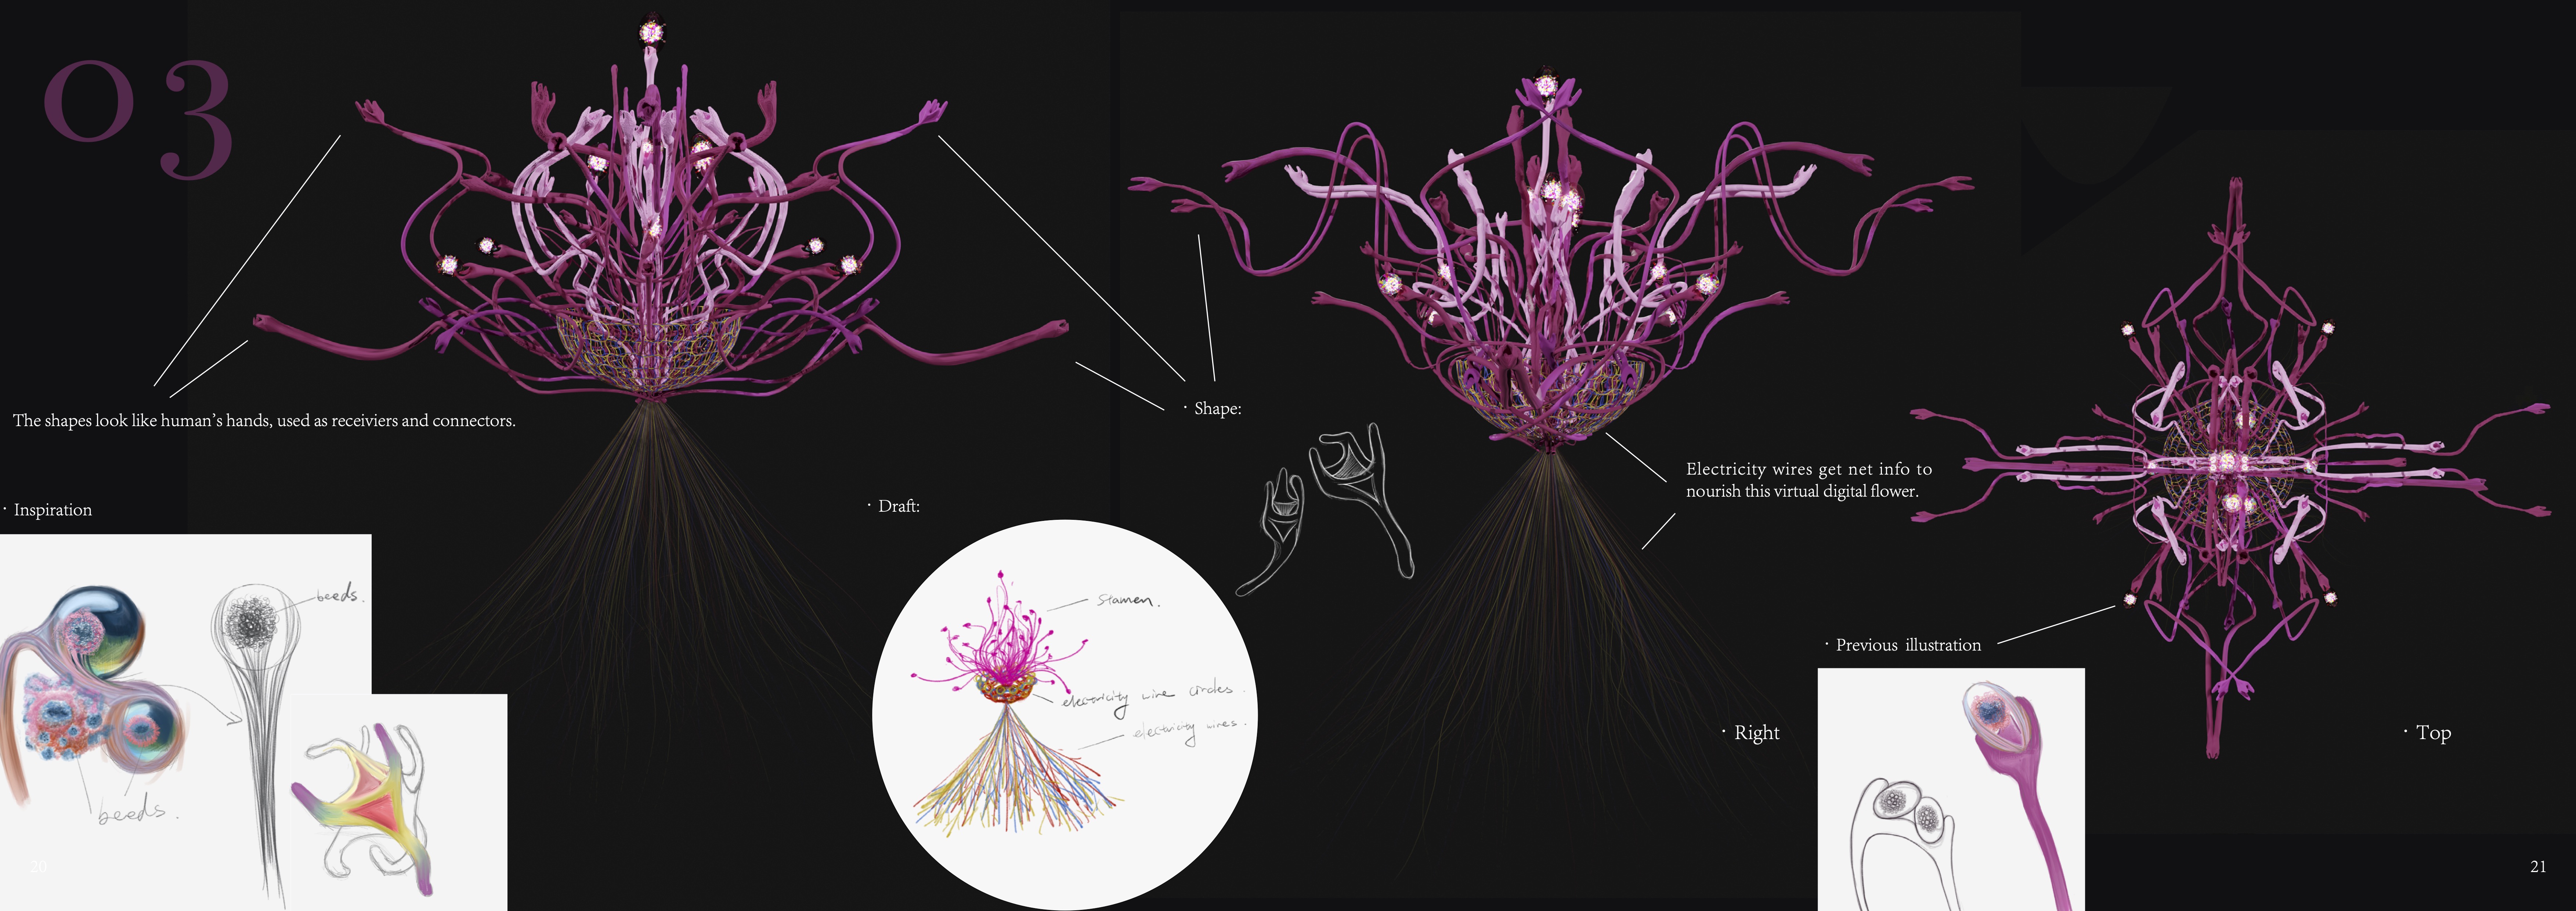 03
The shapes look like human's hands, used as receiviers and connectors.
· Inspiration
beeds.
beeds.
· Draft:
stamen.
electricity wire circles.
electricity wires.
· Shape:
Electricity wires get net info to
nourish this virtual digital flower.
· Previous illustration
· Right
· Top
20
21